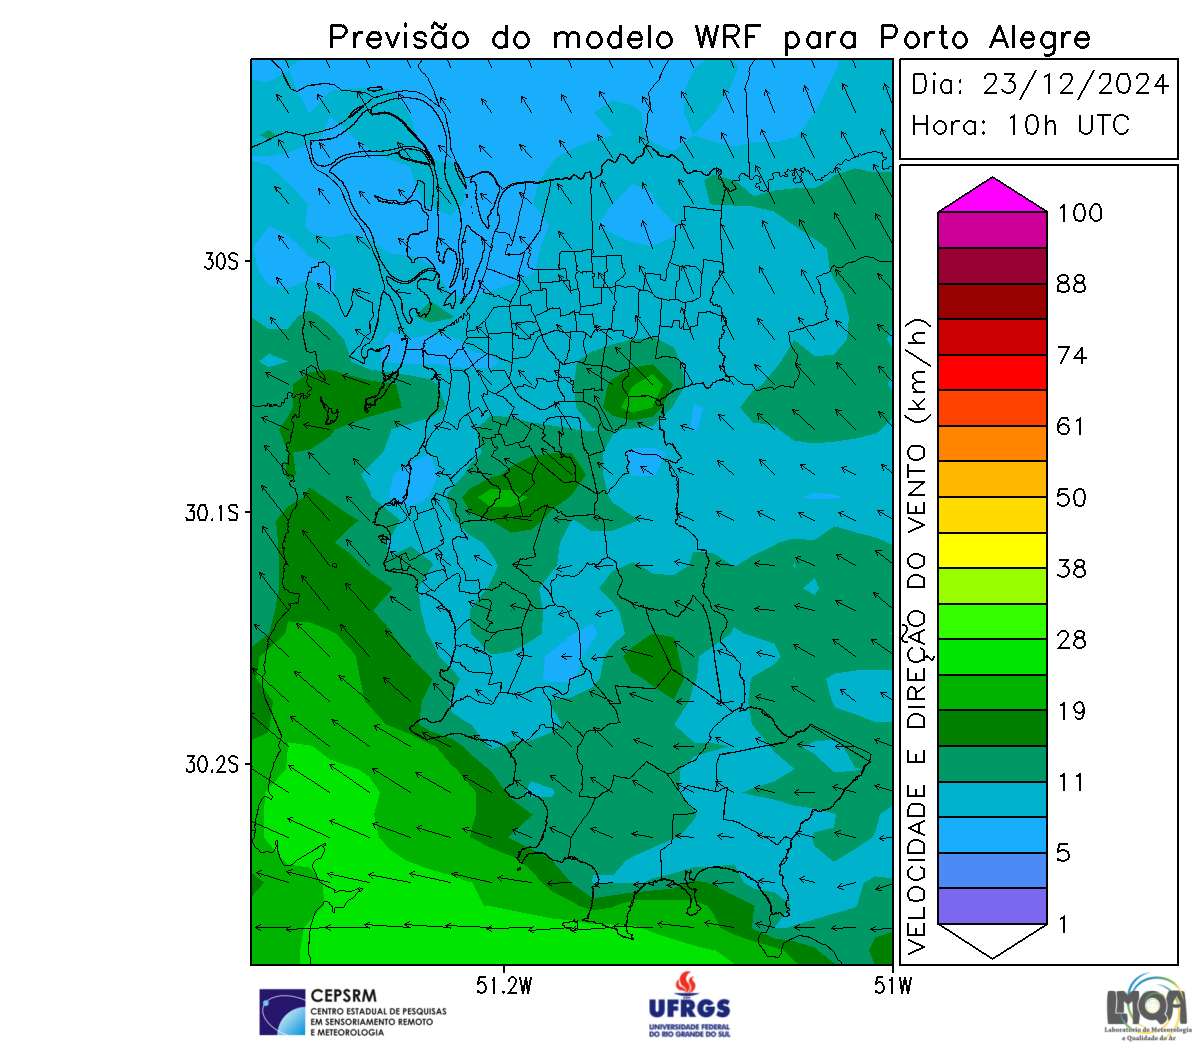 Previsão do modelo WRF para Porto Alegre
Dia: 23/12/2024
Hora: 10h UTC
30S
30.1S
30.2S
51.2W
51W
VELOCIDADE E DIREÇÃO DO VENTO (km/h)
100
88
74
61
50
38
28
19
11
5
1
CEPSRM
CENTRO ESTADUAL DE PESQUISAS
EM SENSORIAMENTO REMOTO
E METEOROLOGIA
UFRGS
UNIVERSIDADE FEDERAL
DO RIO GRANDE DO SUL
LMQA
Laboratório de Meteorologia
e Qualidade do Ar